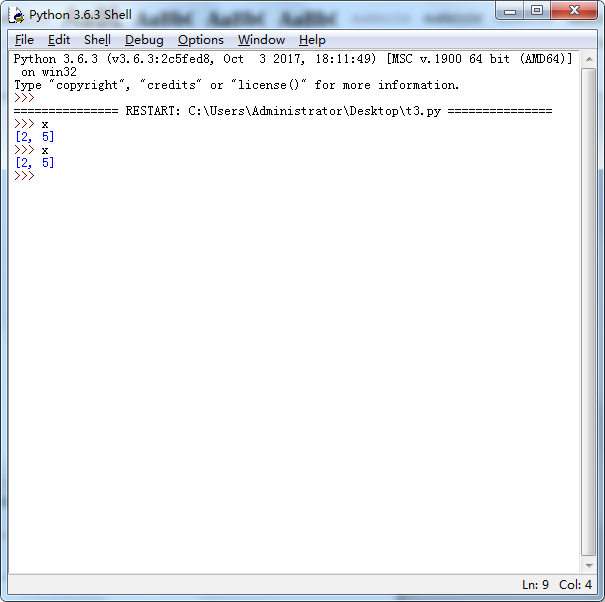 Python 3.6.3 Shell
File Edit Shell Debug Options Window Help
Python 3.6.3 (v3.6.3:2c5fed8, Oct  3 2017, 18:11:49) [MSC v.1900 64 bit (AMD64)]
 on win32
Type "copyright", "credits" or "license()" for more information.
>>>
=============== RESTART: C:\Users\Administrator\Desktop\t3.py ===============
>>> x
[2, 5]
>>> x
[2, 5]
>>>
Ln: 9 Col: 4